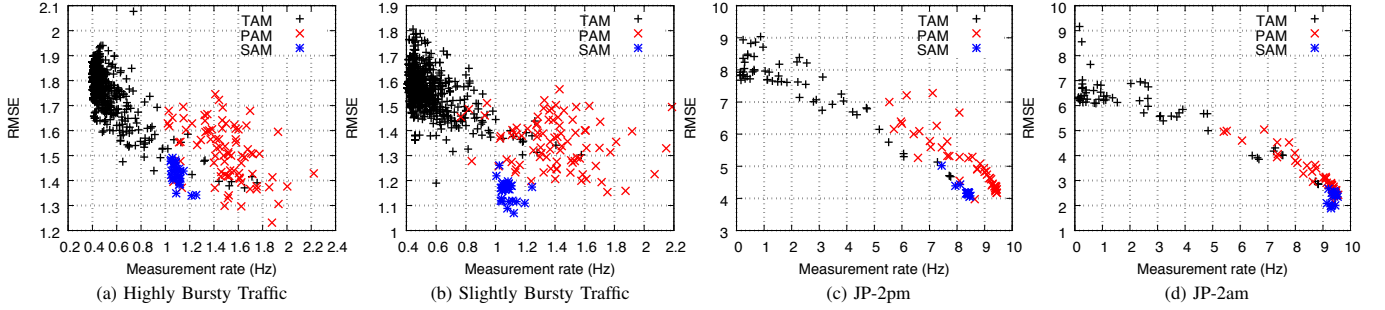 2.1
2
1.9
1.8
1.7
1.6
1.5
1.4
1.3
1.2
RMSE
0.2 0.4 0.6 0.8 1 1.2 1.4 1.6 1.8 2 2.2 2.4
Measurement rate (Hz)
TAM
PAM
SAM
(a) Highly Bursty Traffic
1.9
1.8
1.7
1.6
1.5
1.4
1.3
1.2
1.1
1
RMSE
0.4 0.6 0.8 1 1.2 1.4 1.6 1.8 2 2.2
Measurement rate (Hz)
TAM
PAM
SAM
(b) Slightly Bursty Traffic
10
9
8
7
6
5
4
3
RMSE
0 1 2 3 4 5 6 7 8 9 10
Measurement rate (Hz)
TAM
PAM
SAM
(c) JP-2pm
10
9
8
7
6
5
4
3
2
1
RMSE
0 1 2 3 4 5 6 7 8 9 10
Measurement rate (Hz)
TAM
PAM
SAM
(d) JP-2am